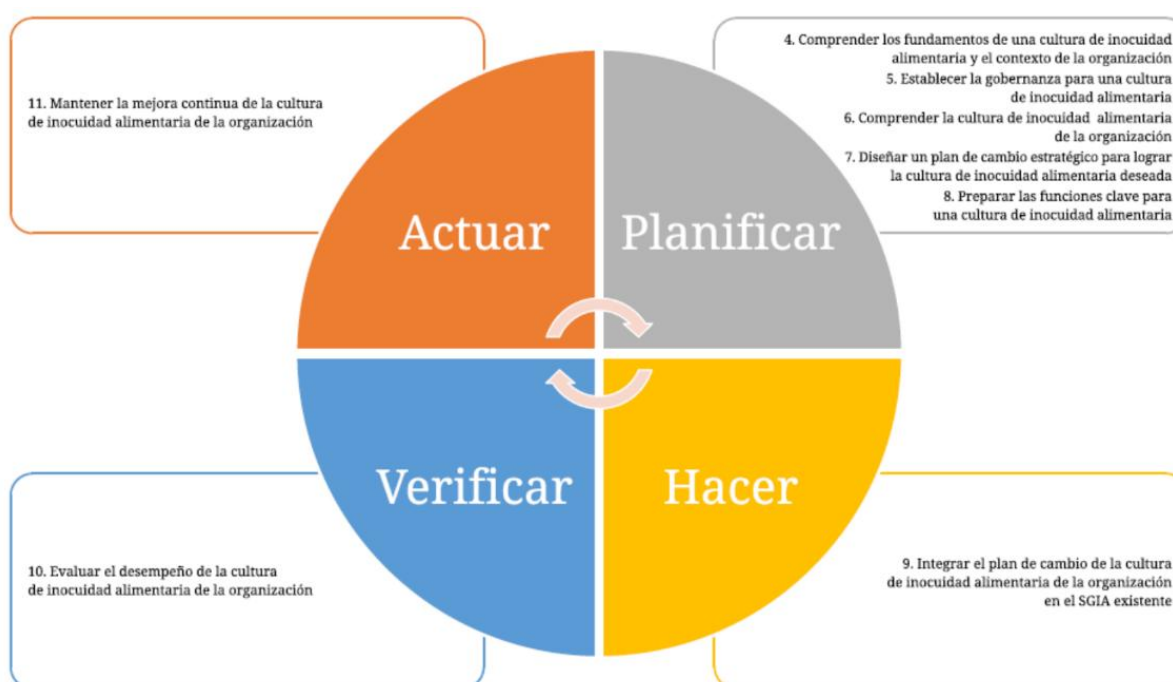 11. Mantener la mejora continua de la cultura
de inocuidad alimentaria de la organización
4. Comprender los fundamentos de una cultura de inocuidad
alimentaria y el contexto de la organización
5. Establecer la gobernanza para una cultura
de inocuidad alimentaria
6. Comprender la cultura de inocuidad alimentaria
de la organización
7. Diseñar un plan de cambio estratégico para lograr
la cultura de inocuidad alimentaria deseada
8. Preparar las funciones clave para
una cultura de inocuidad alimentaria
Actuar
Planificar
Verificar
Hacer
10. Evaluar el desempeño de la cultura
de inocuidad alimentaria de la organización
9. Integrar el plan de cambio de la cultura
de inocuidad alimentaria de la organización
en el SGIA existente